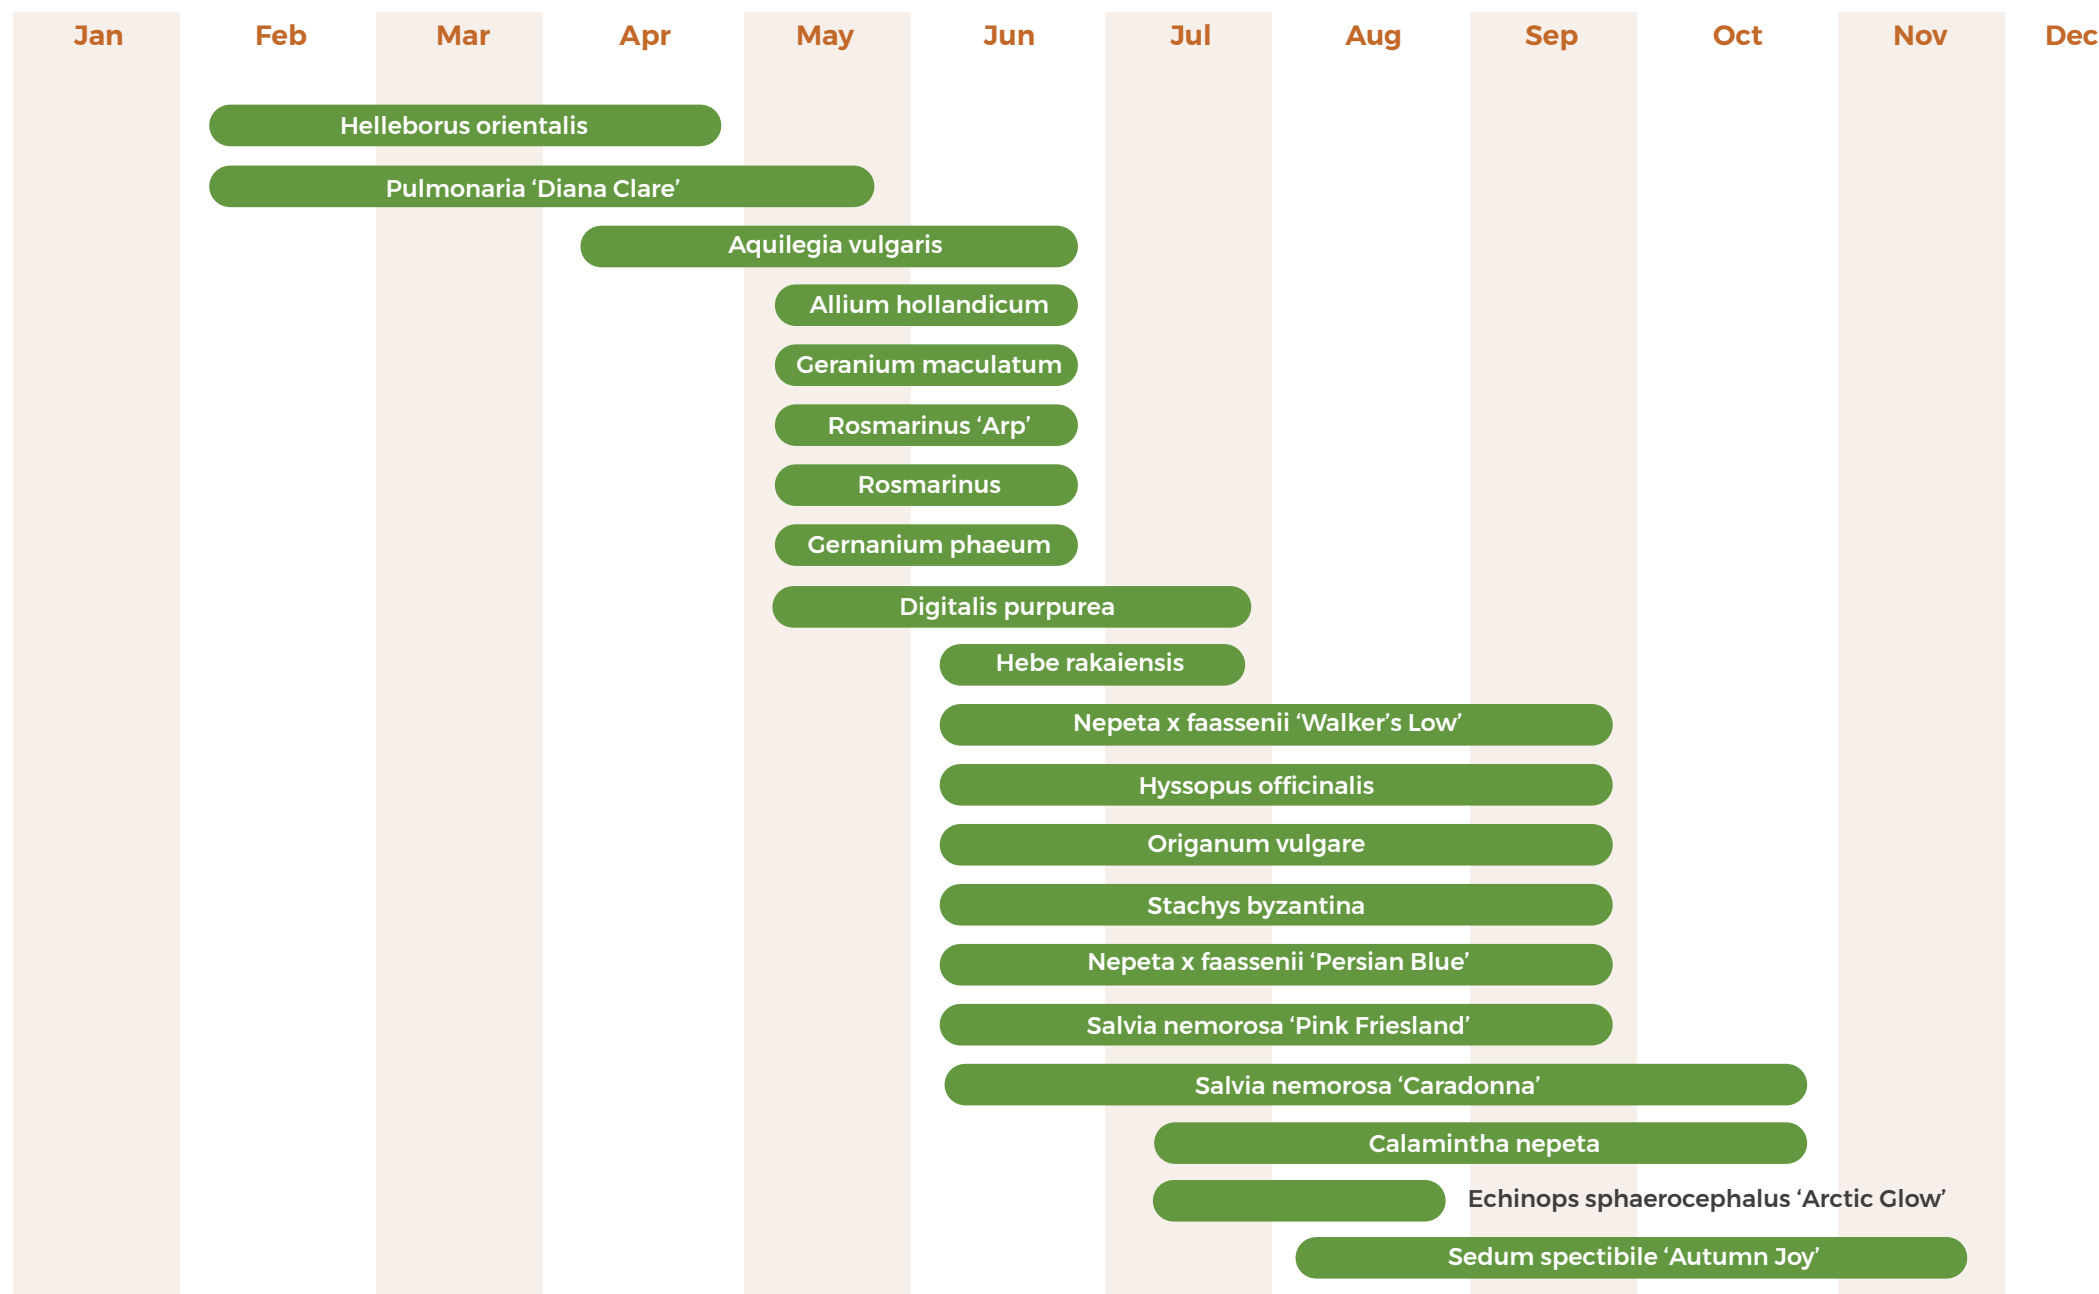 Jan Feb Mar Apr May Jun Jul Aug Sep Oct Nov Dec
Helleborus orientalis
Pulmonaria ‘Diana Clare’
Aquilegia vulgaris
Allium hollandicum
Geranium maculatum
Rosmarinus ‘Arp’
Rosmarinus
Gernanium phaeum
Digitalis purpurea
Hebe rakaiensis
Nepeta x faassenii ‘Walker’s Low’
Hyssopus officinalis
Origanum vulgare
Stachys byzantina
Nepeta x faassenii ‘Persian Blue’
Salvia nemorosa ‘Pink Friesland’
Salvia nemorosa ‘Caradonna’
Calamintha nepeta
Echinops sphaerocephalus ‘Arctic Glow’
Sedum spectibile ‘Autumn Joy’